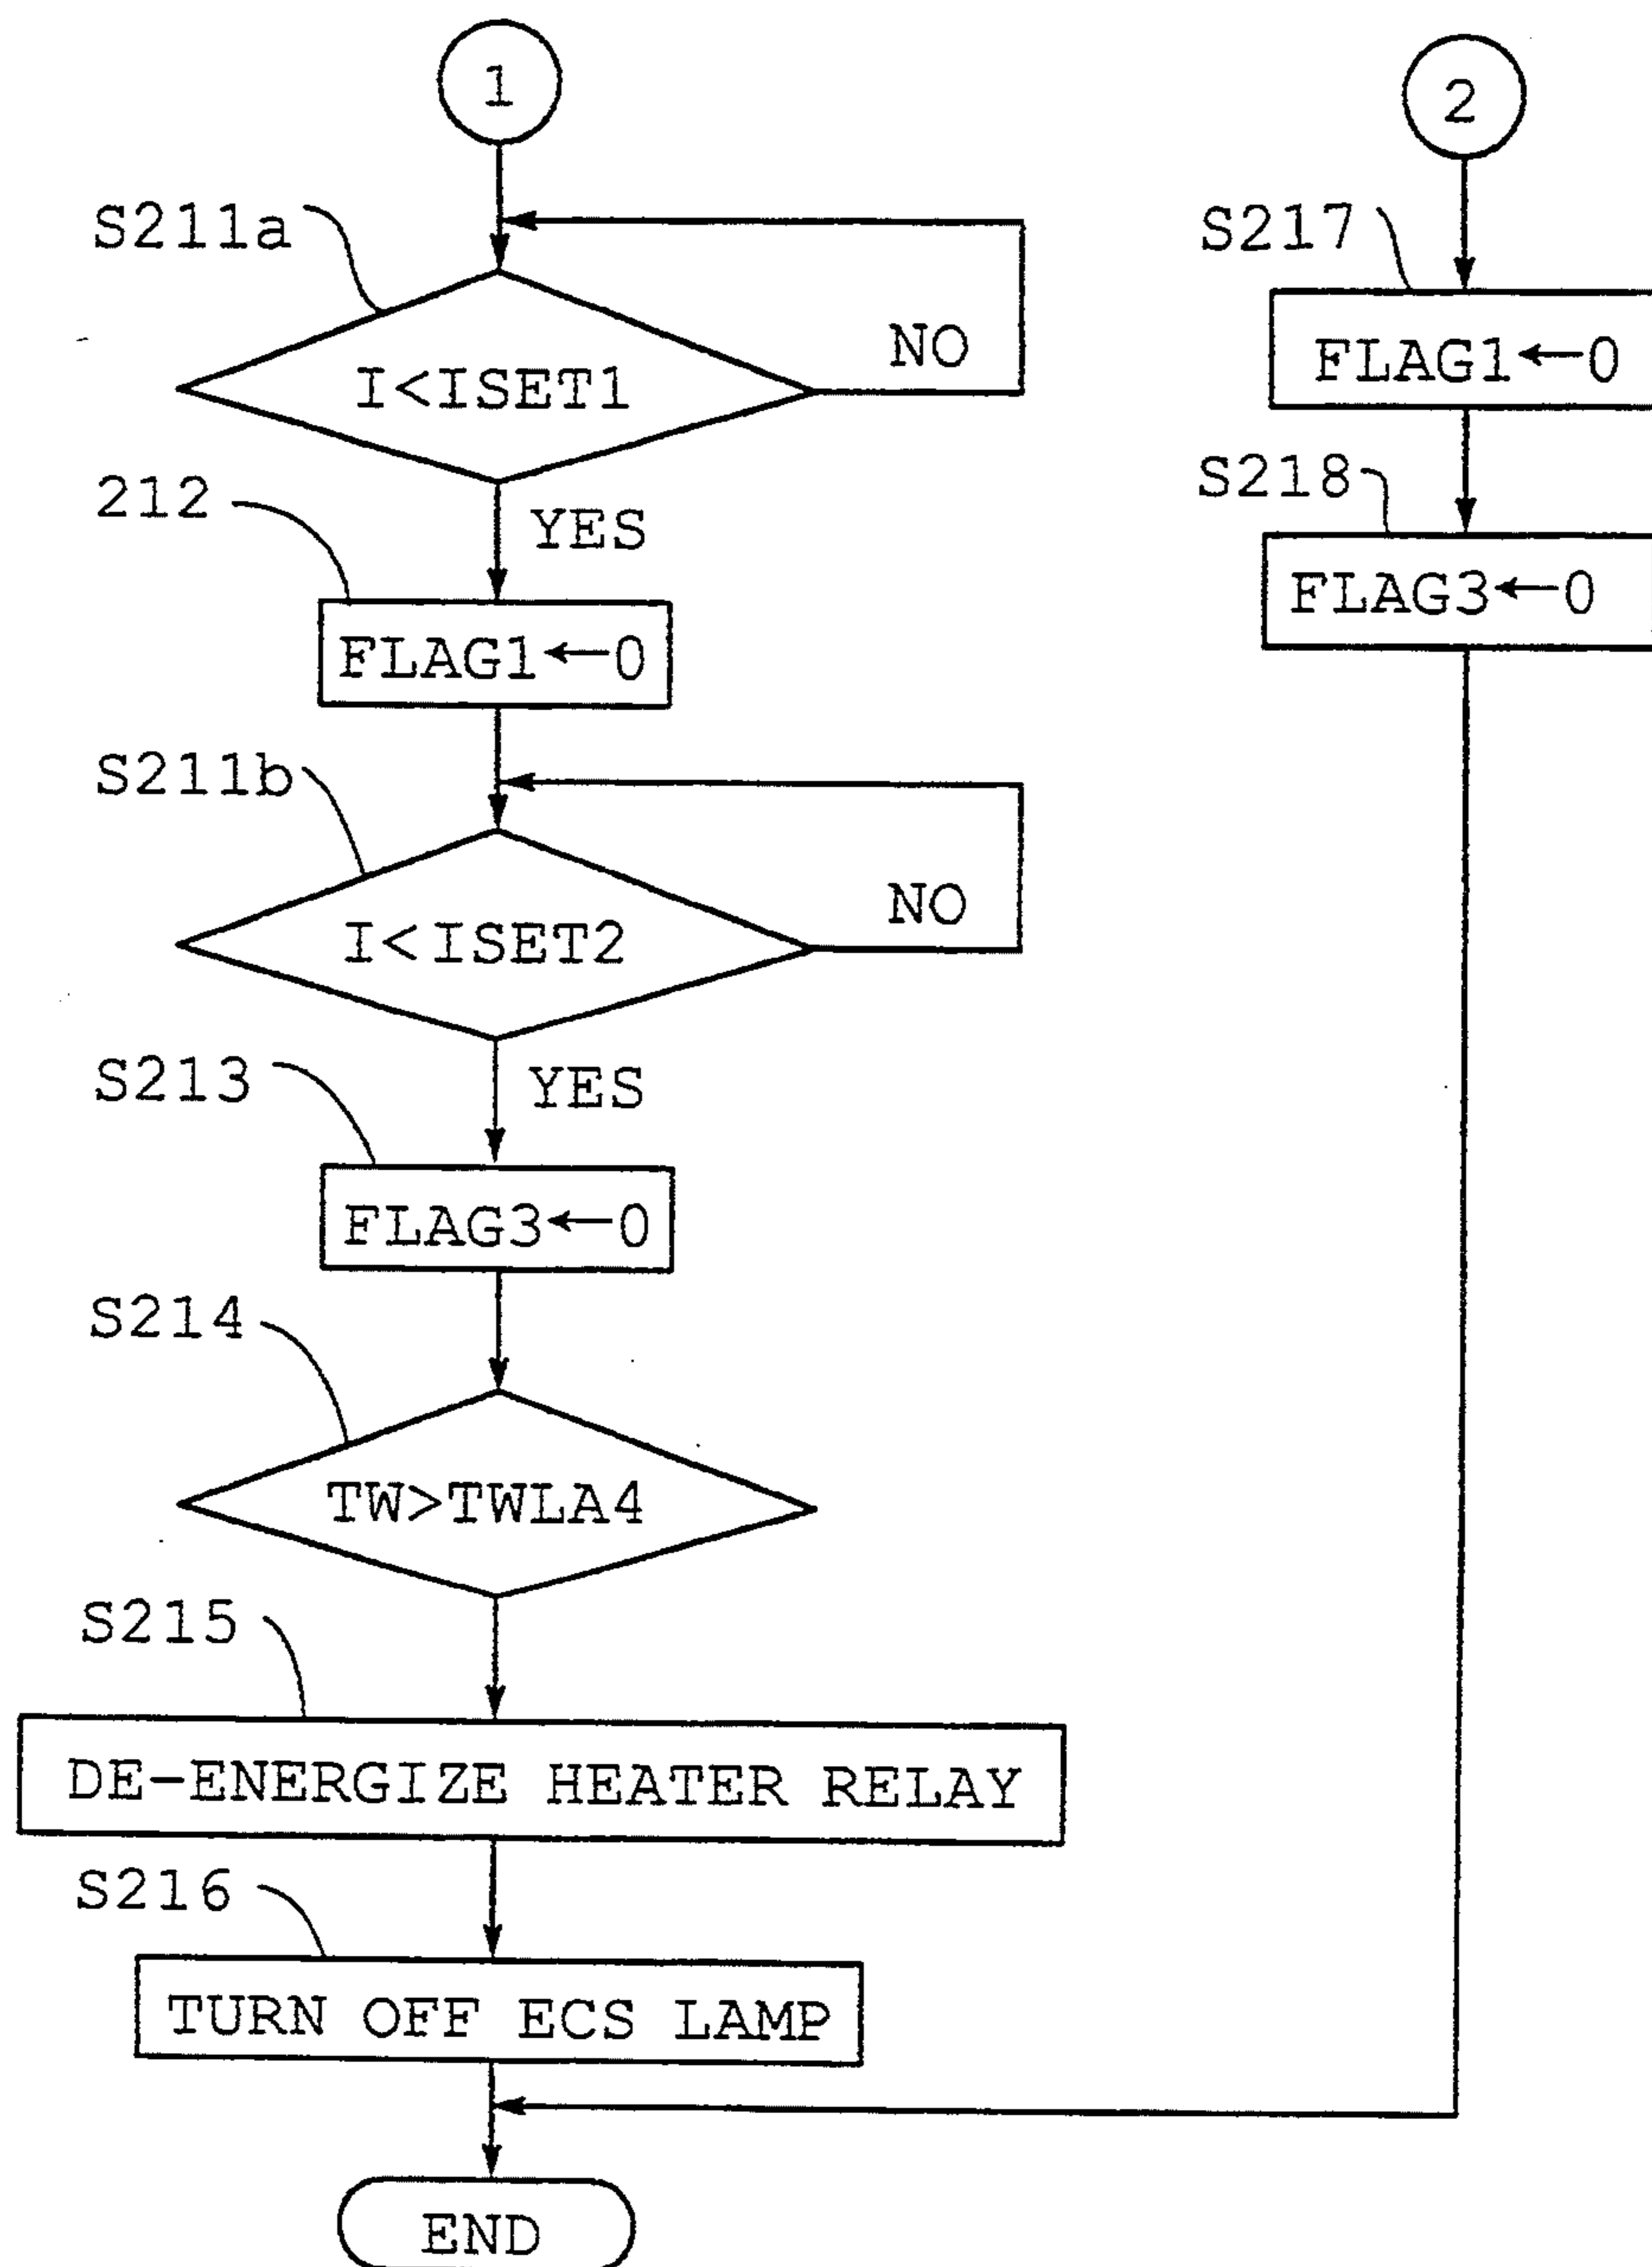 1
S211a
I<ISET1
NO
212
YES
FLAG1←0
S211b
I<ISET2
NO
S213
YES
FLAG3←0
S214
TW>TWLA4
S215
DE-ENERGIZE HEATER RELAY
S216
TURN OFF ECS LAMP
END
2
S217
FLAG1←0
S218
FLAG3←0